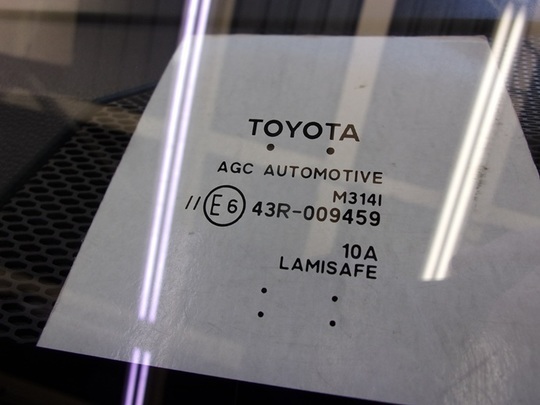 TOYOTA
AGC AUTOMOTIVE
M314I
//E6 43R-009459
10A
LAMISAFE